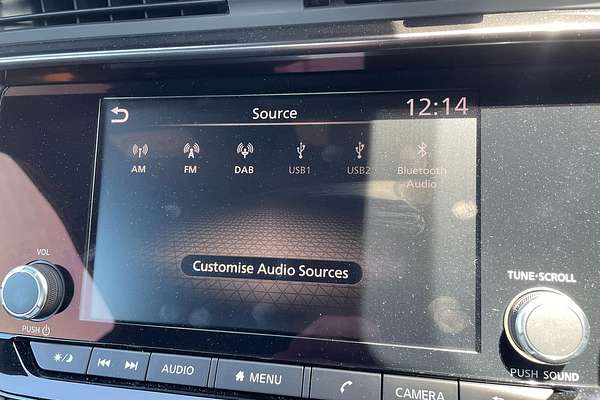 Source
12:14
AM FM DAB USB1 USB2 Bluetooth
Audio
Customise Audio Sources
VOL
PUSH
TUNE•SCROLL
PUSH SOUND
AUDIO
MENU
CAMERA